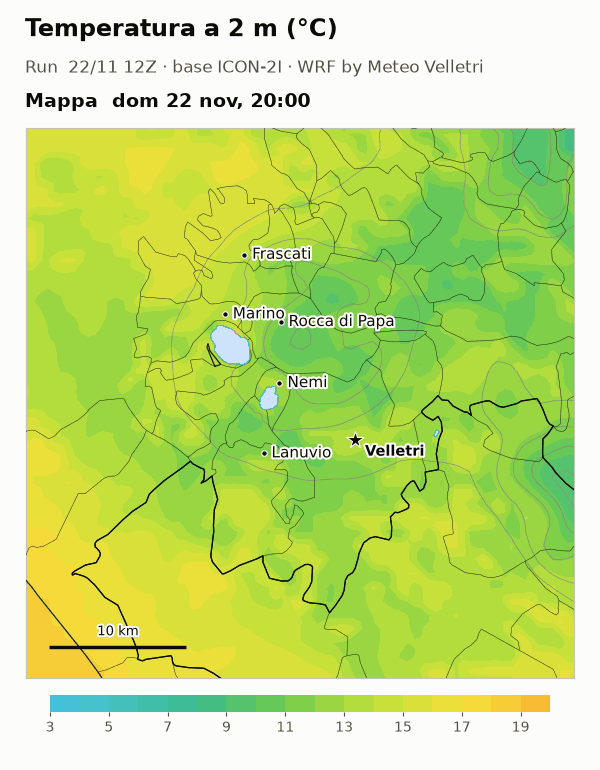 Temperatura a 2 m (°C)
Run 22/11 12Z · base ICON-2I · WRF by Meteo Velletri
Mappa dom 22 nov, 20:00
Frascati
Marino
Rocca di Papa
Nemi
Velletri
Lanuvio
10 km
3 5 7 9 11 13 15 17 19